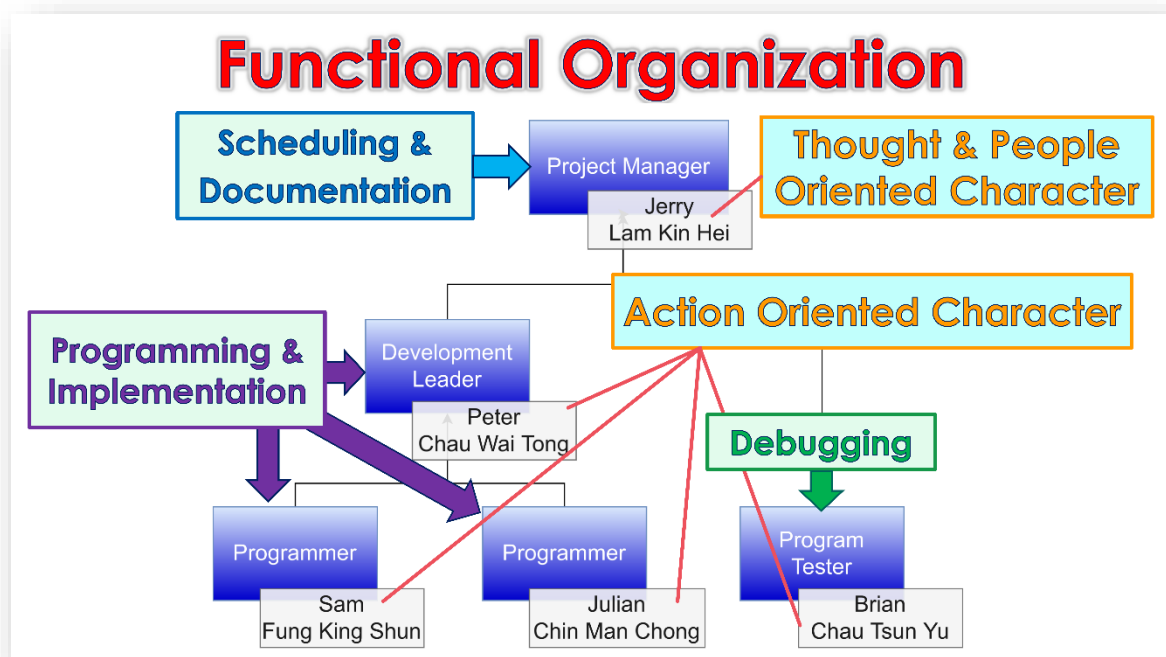 Functional Organization
Scheduling &
Documentation
Project Manager
Jerry
Lam Kin Hei
Thought & People
Oriented Character
Action Oriented Character
Programming &
Implementation
Development
Leader
Peter
Chau Wai Tong
Debugging
Programmer
Sam
Fung King Shun
Programmer
Julian
Chin Man Chong
Program
Tester
Brian
Chau Tsun Yu